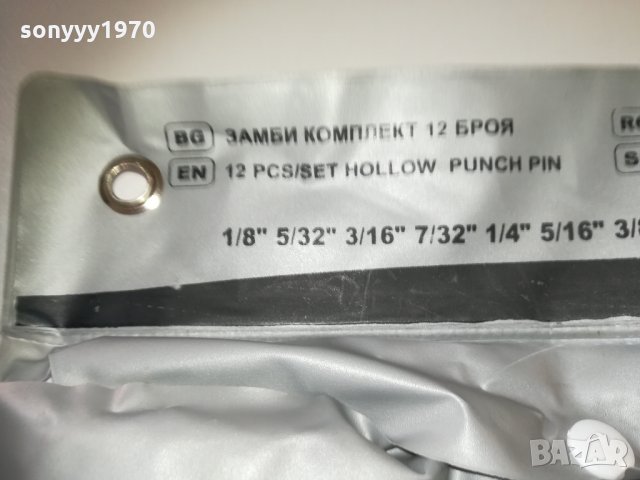 sonyyy1970
BG ЗАМБИ КОМПЛЕКТ 12 БРОЯ
EN 12 PCS/SET HOLLOW PUNCH PIN
1/8" 5/32" 3/16" 7/32" 1/4" 5/16"
BAZAR